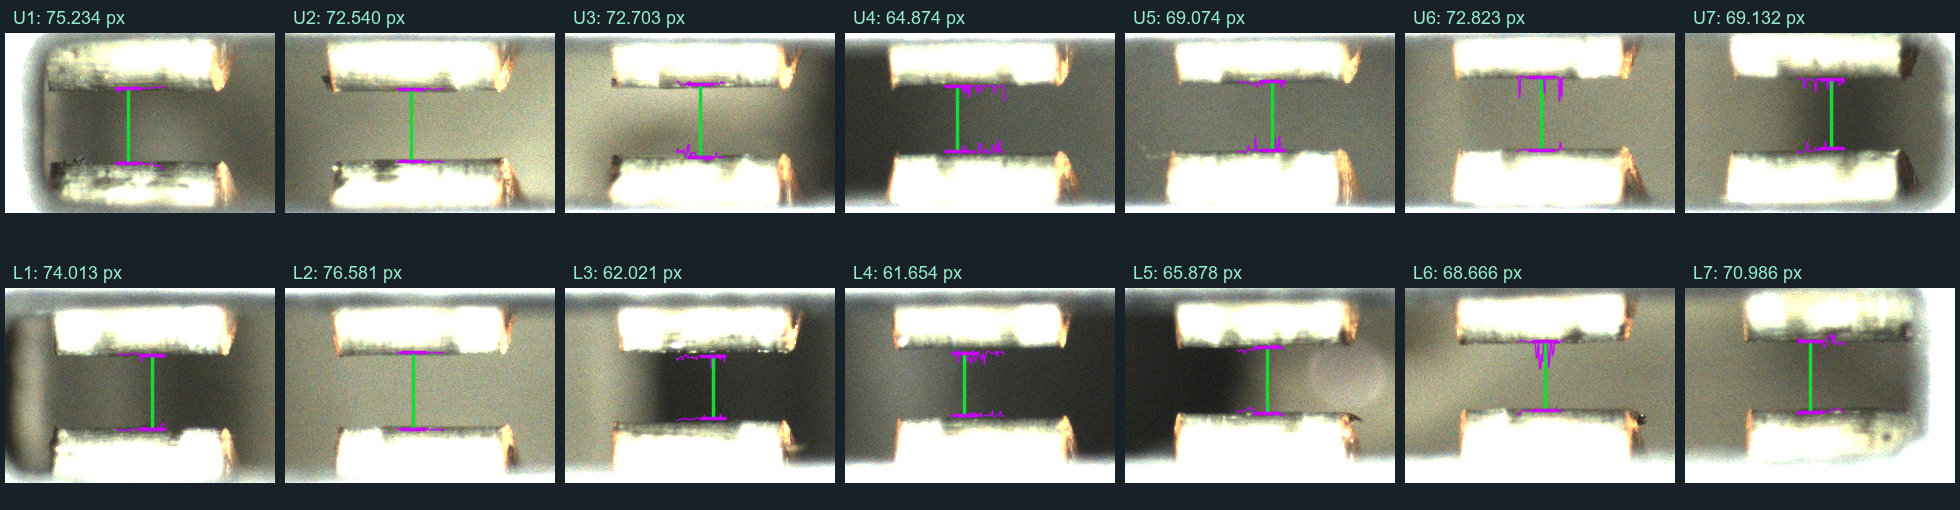 U1: 75.234 px
U2: 72.540 px
U3: 72.703 px
U4: 64.874 px
U5: 69.074 px
U6: 72.823 px
U7: 69.132 px
L1: 74.013 px
L2: 76.581 px
L3: 62.021 px
L4: 61.654 px
L5: 65.878 px
L6: 68.666 px
L7: 70.986 px